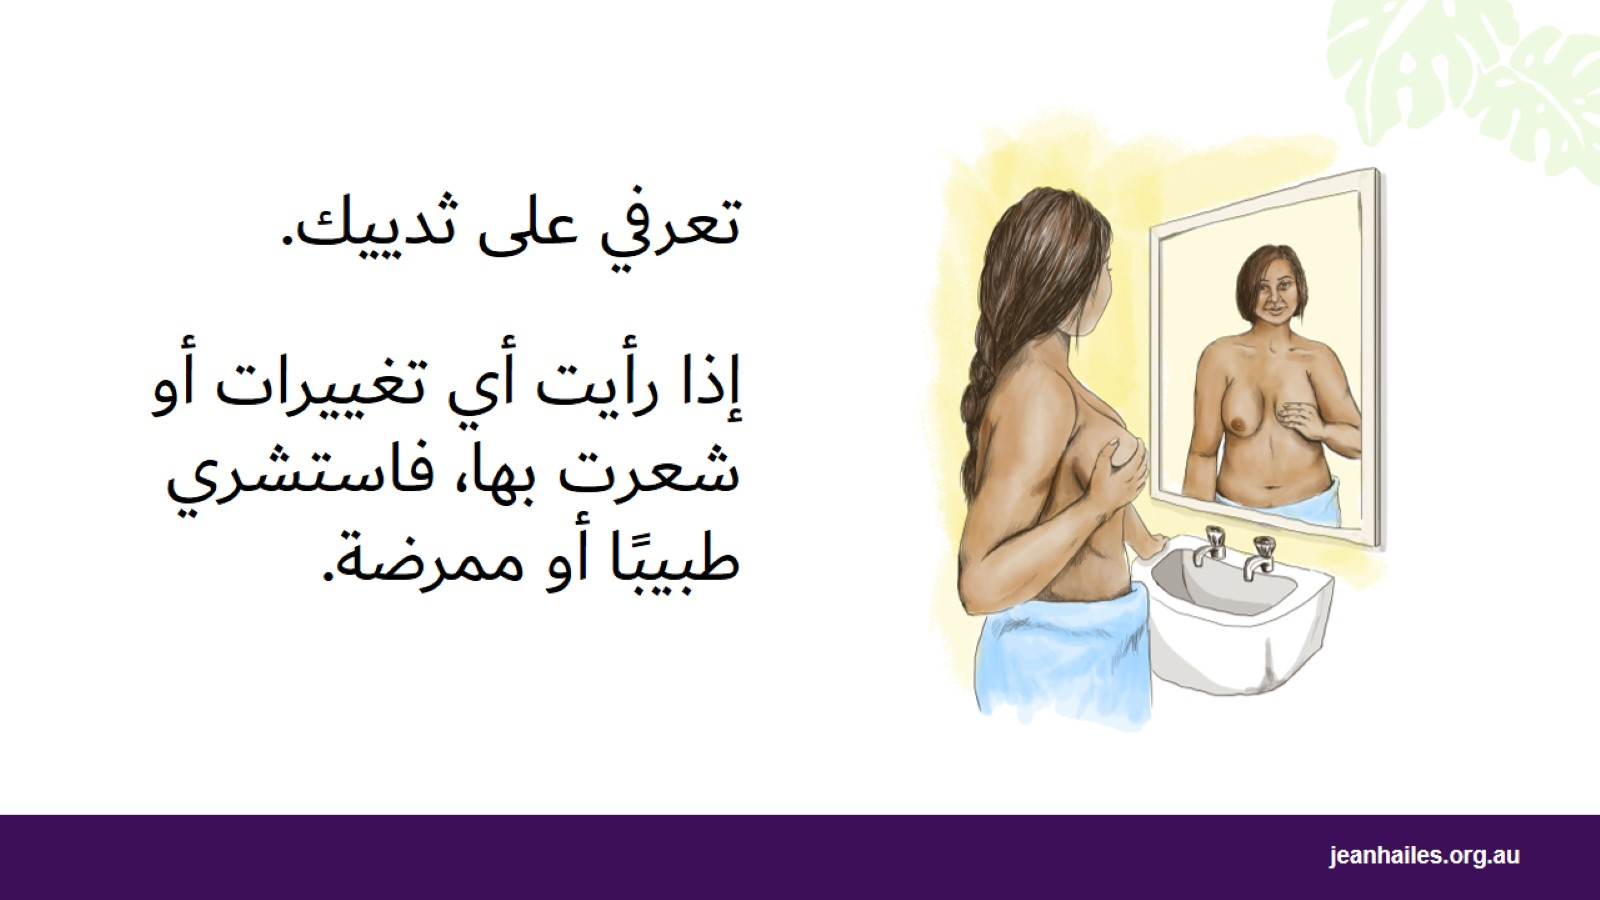 تعرفي على ثدييك.
إذا رأيت أي تغييرات أو
شعرت بها، فاستشري
طبيبًا أو ممرضة.
jeanhailes.org.au